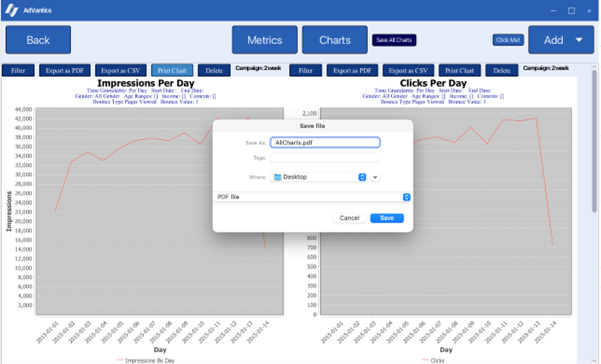 AdVantics
Back
Metrics
Charts
Save All Charts
Click Me!
Add
Filter
Export as PDF
Export as CSV
Print Chart
Delete
Campaign: 2week
Filter
Export as PDF
Export as CSV
Print Chart
Delete
Campaign: 2week
Impressions Per Day
Time Granularity: Per Day Start Date: End Date:
Gender: All Gender Age Ranges: [] Income: [] Contexts: []
Bounce Type Pages Viewed Bounce Value: 1
Clicks Per Day
Time Granularity: Per Day Start Date: End Date:
Gender: All Gender Age Ranges: [] Income: [] Contexts: []
Bounce Type Pages Viewed Bounce Value: 1
Save file
Save As:
AllCharts.pdf
Tags:
Where:
Desktop
PDF file
Cancel
Save
Impressions
44,000
42,000
40,000
38,000
36,000
34,000
32,000
30,000
28,000
26,000
24,000
22,000
20,000
18,000
16,000
14,000
12,000
10,000
8,000
6,000
4,000
2,000
2015-01-01
2015-01-02
2015-01-03
2015-01-04
2015-01-05
2015-01-06
2015-01-07
2015-01-08
2015-01-09
2015-01-10
2015-01-11
2015-01-12
2015-01-13
2015-01-14
Day
Impressions By Day
2,100
800
700
600
500
400
300
200
100
0
2015-01-01
2015-01-02
2015-01-03
2015-01-04
2015-01-05
2015-01-06
2015-01-07
2015-01-08
2015-01-09
2015-01-10
2015-01-11
2015-01-12
2015-01-13
2015-01-14
Day
Clicks